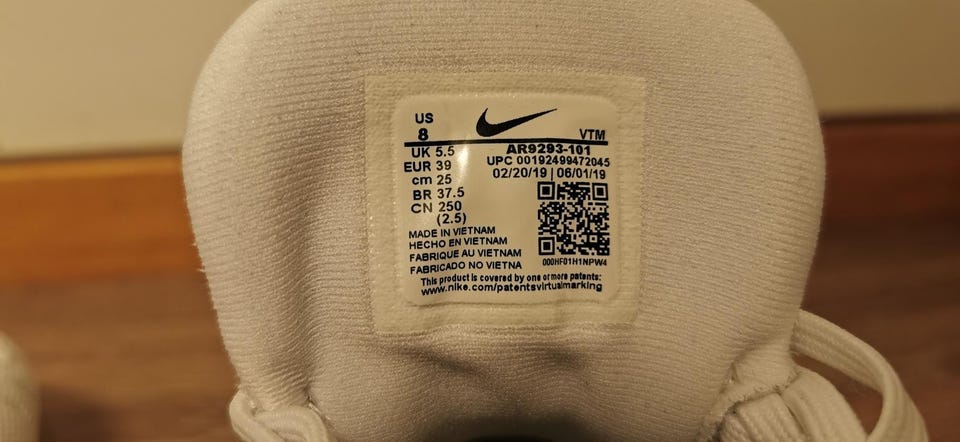 US
8
VTM
UK 5.5
EUR 39
cm 25
BR 37.5
CN 250
(2.5)
AR9293-101
UPC 00192499472045
02/20/19 | 06/01/19
000HF01H1NPW4
MADE IN VIETNAM
HECHO EN VIETNAM
FABRIQUE AU VIETNAM
FABRICADO NO VIETNA
This product is covered by one or more patents:
www.nike.com/patentsvirtualmarking